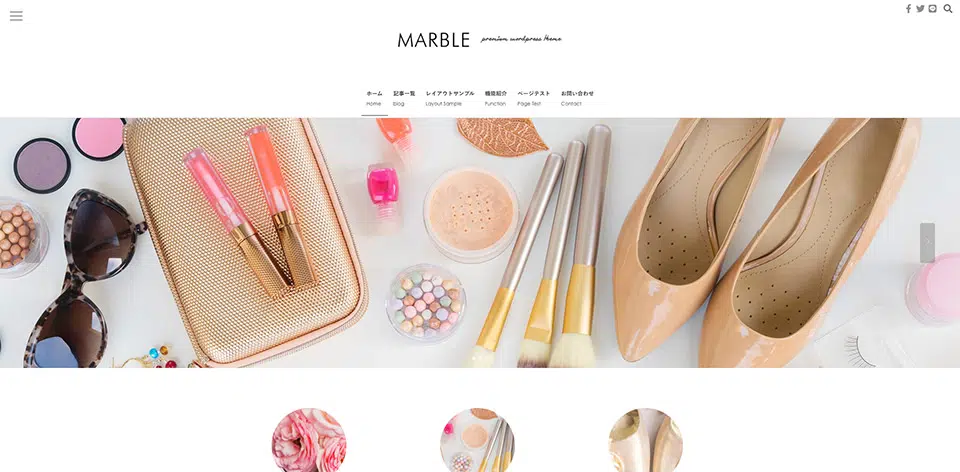 MARBLE premium wordpress theme
ホーム 記事一覧 レイアウトサンプル 機能紹介 ページテスト お問い合わせ
Home blog Layout Sample Function Page Test Contact